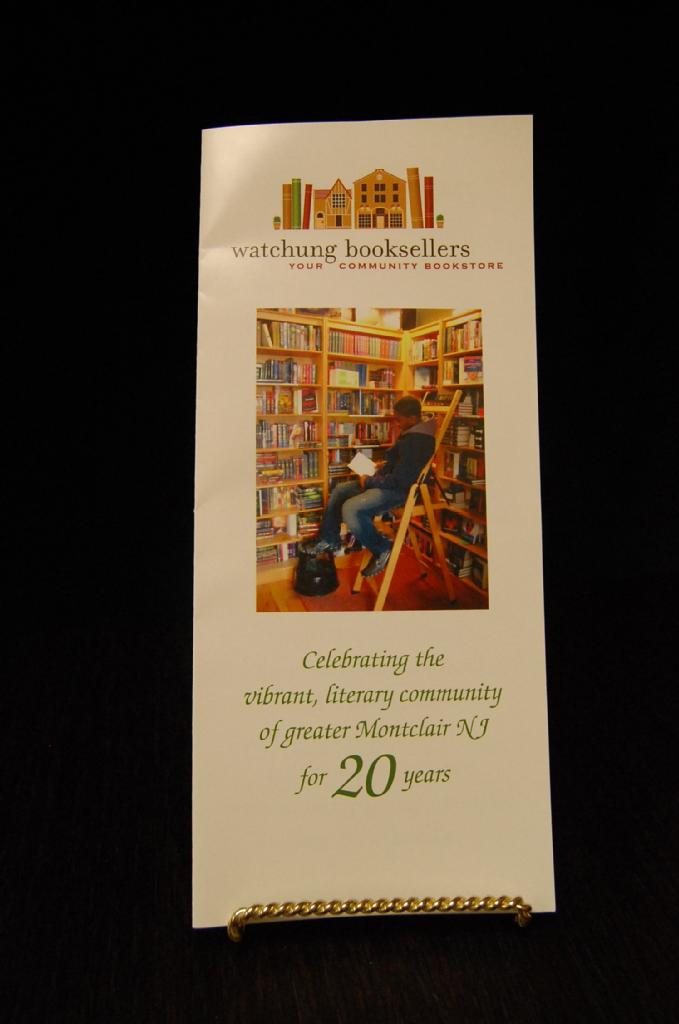 watchung booksellers
YOUR COMMUNITY BOOKSTORE
Celebrating the
vibrant, literary community
of greater Montclair NJ
for 20 years